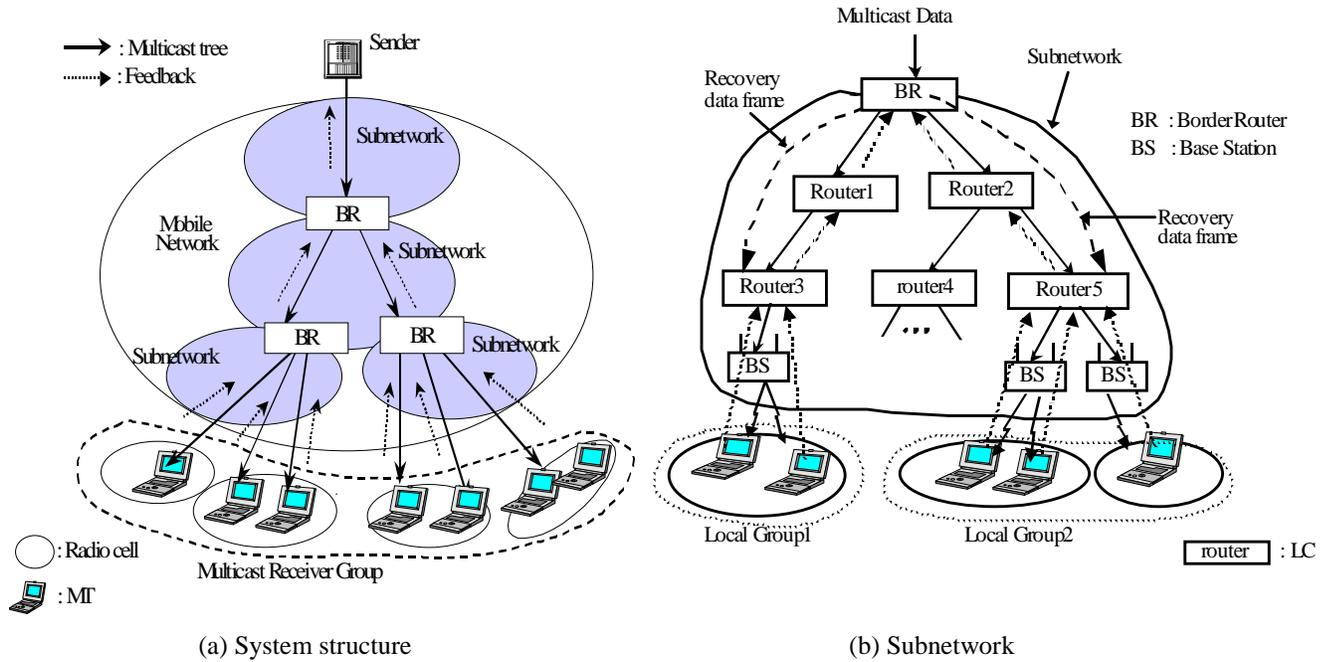 : Multicast tree
: Feedback
Sender
Subnetwork
BR
Mobile
Network
Subnetwork
BR
BR
Subnetwork
Subnetwork
: Radio cell
Multicast Receiver Group
: MT
(a) System structure
Multicast Data
Subnetwork
Recovery
data frame
BR
BR : Border Router
BS : Base Station
Router1
Router2
Recovery
data frame
Router3
router4
Router5
BS
BS
BS
Local Group1
Local Group2
router : LC
(b) Subnetwork